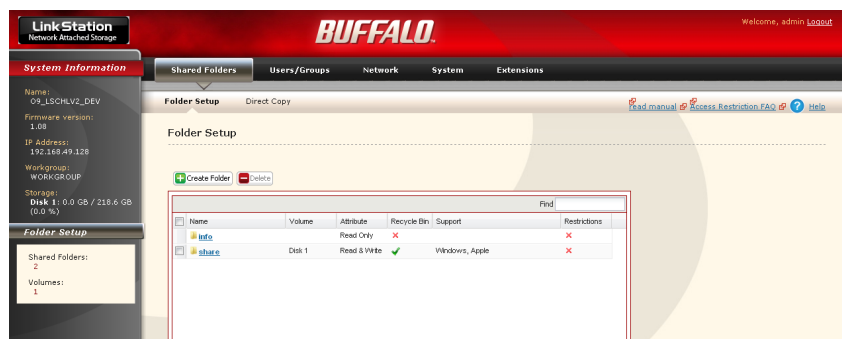 LinkStation
Network Attached Storage
BUFFALO
Welcome, admin Logout
System Information
Shared Folders Users/Groups Network System Extensions
Name:
O9_LSCHLV2_DEV
Folder Setup Direct Copy
read manual Access Restriction FAQ ? Help
Firmware version:
1.08
Folder Setup
IP Address:
192.168.49.128
Workgroup:
WORKGROUP
Create Folder Delete
Storage:
Disk 1: 0.0 GB / 218.6 GB
(0.0 %)
Find
Name Volume Attribute Recycle Bin Support Restrictions
info Read Only
share Disk 1 Read & Write Windows, Apple
Folder Setup
Shared Folders:
2
Volumes:
1